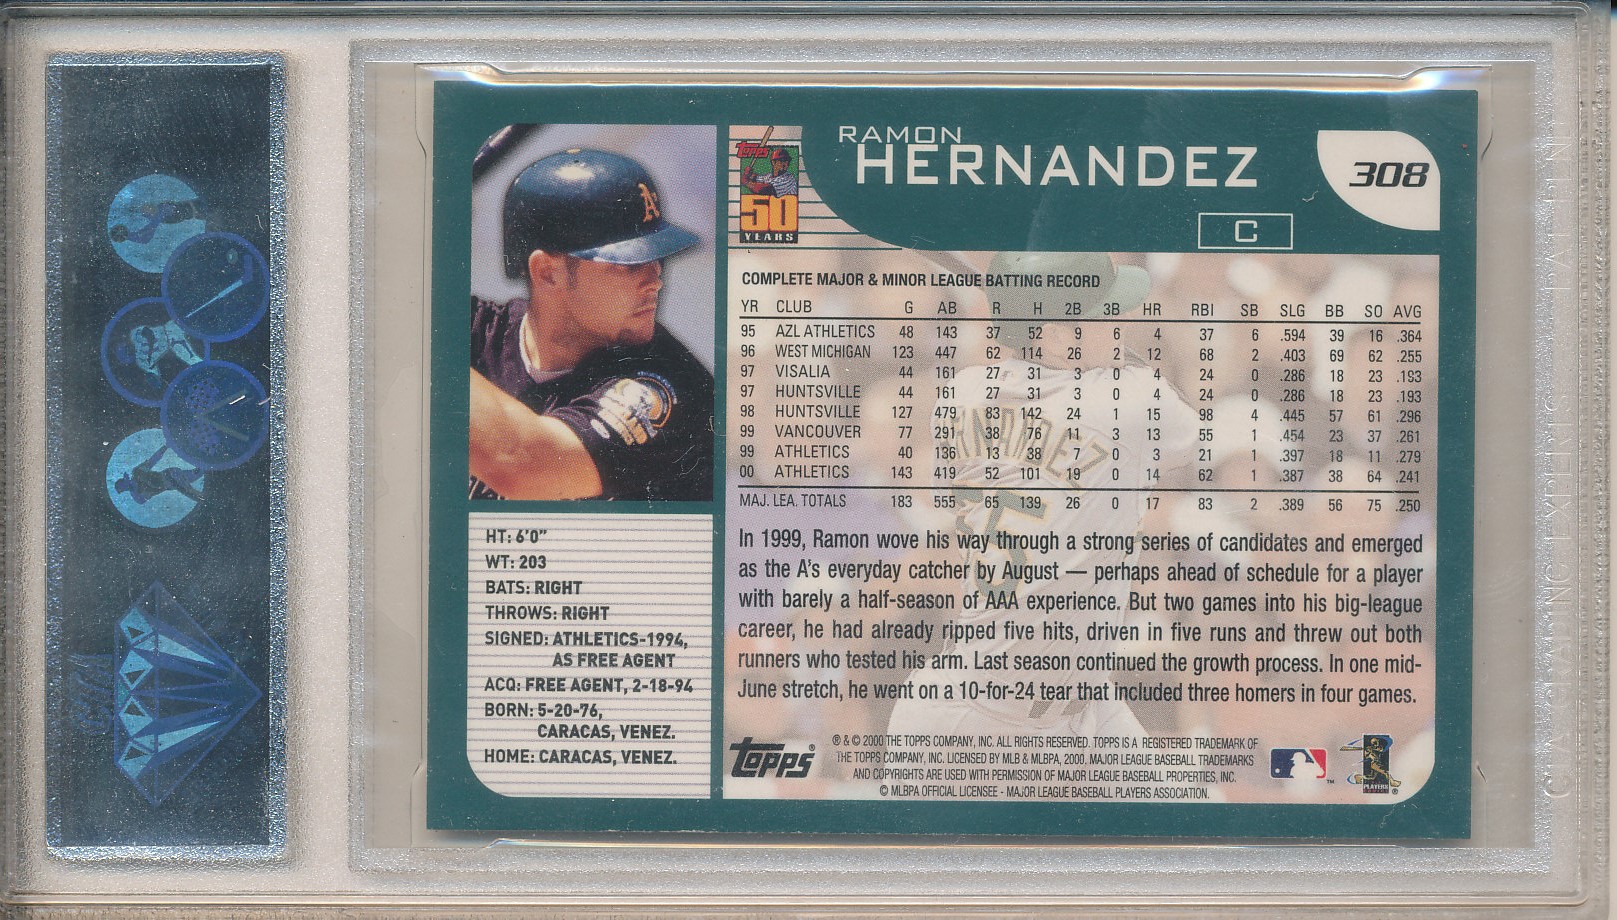 RAMON
HERNANDEZ
308
C
Topps
50
YEARS
A's
COMPLETE MAJOR & MINOR LEAGUE BATTING RECORD
YR CLUB G AB R H 2B 3B HR RBI SB SLG BB SO AVG
95 AZL ATHLETICS 48 143 37 52 9 6 4 37 6 .594 39 16 .364
96 WEST MICHIGAN 123 447 62 114 26 2 12 68 2 .403 69 62 .255
97 VISALIA 44 161 27 31 3 0 4 24 0 .286 18 23 .193
97 HUNTSVILLE 44 161 27 31 3 0 4 24 0 .286 18 23 .193
98 HUNTSVILLE 127 479 83 142 24 1 15 98 4 .445 57 61 .296
99 VANCOUVER 77 291 38 76 11 3 13 55 1 .454 23 37 .261
99 ATHLETICS 40 136 13 38 7 0 3 21 1 .397 18 11 .279
00 ATHLETICS 143 419 52 101 19 0 14 62 1 .387 38 64 .241
MAJ. LEA. TOTALS 183 555 65 139 26 0 17 83 2 .389 56 75 .250
In 1999, Ramon wove his way through a strong series of candidates and emerged
as the A's everyday catcher by August — perhaps ahead of schedule for a player
with barely a half-season of AAA experience. But two games into his big-league
career, he had already ripped five hits, driven in five runs and threw out both
runners who tested his arm. Last season continued the growth process. In one mid-
June stretch, he went on a 10-for-24 tear that included three homers in four games.
HT: 6'0"
WT: 203
BATS: RIGHT
THROWS: RIGHT
SIGNED: ATHLETICS-1994,
AS FREE AGENT
ACQ: FREE AGENT, 2-18-94
BORN: 5-20-76,
CARACAS, VENEZ.
HOME: CARACAS, VENEZ.
Topps®
® & © 2000 THE TOPPS COMPANY, INC. ALL RIGHTS RESERVED. TOPPS IS A REGISTERED TRADEMARK OF
THE TOPPS COMPANY, INC. LICENSED BY MLB & MLBPA, 2000. MAJOR LEAGUE BASEBALL TRADEMARKS
AND COPYRIGHTS ARE USED WITH PERMISSION OF MAJOR LEAGUE BASEBALL PROPERTIES, INC.
© MLBPA OFFICIAL LICENSEE - MAJOR LEAGUE BASEBALL PLAYERS ASSOCIATION.
TM
PLAYERS
®